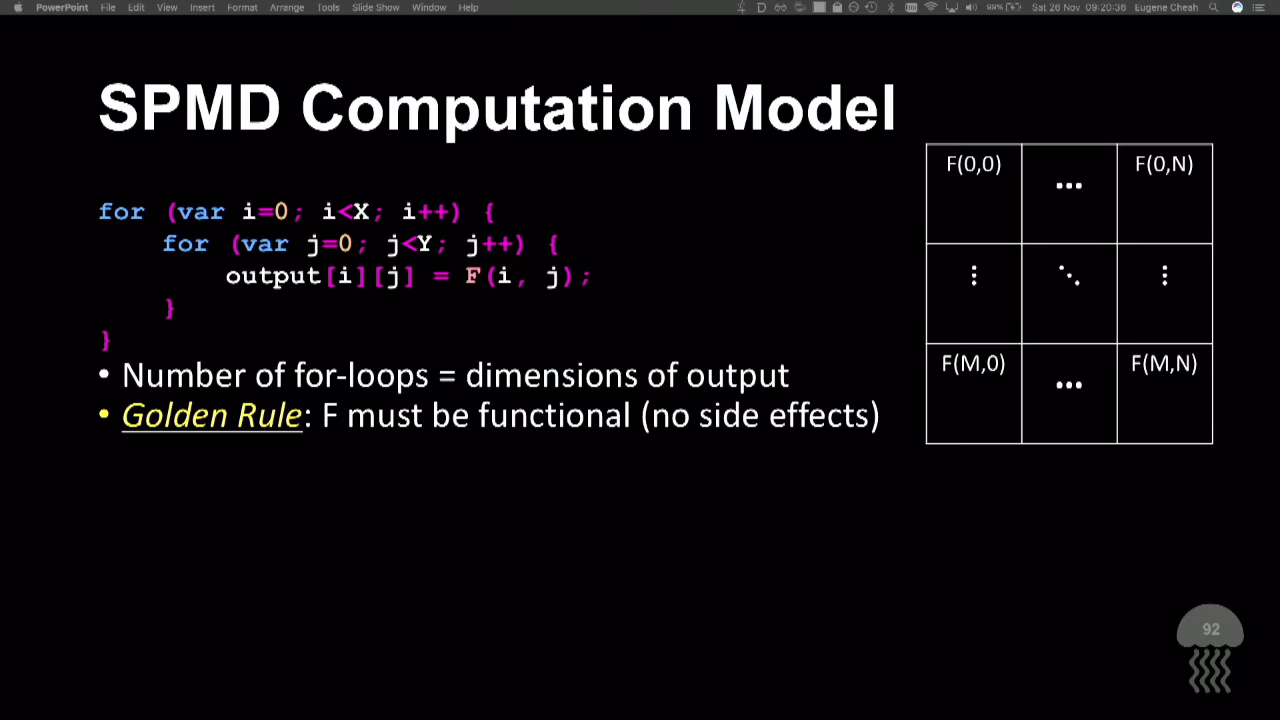 PowerPoint File Edit View Insert Format Arrange Tools Slide Show Window Help 99% Sat 26 Nov 09:20:36 Eugene Cheah
SPMD Computation Model
for (var i=0; i<X; i++) {
for (var j=0; j<Y; j++) {
output[i][j] = F(i, j);
}
}
• Number of for-loops = dimensions of output
• Golden Rule: F must be functional (no side effects)
F(0,0) ... F(0,N)
⋮ ⋱ ⋮
F(M,0) ... F(M,N)
92